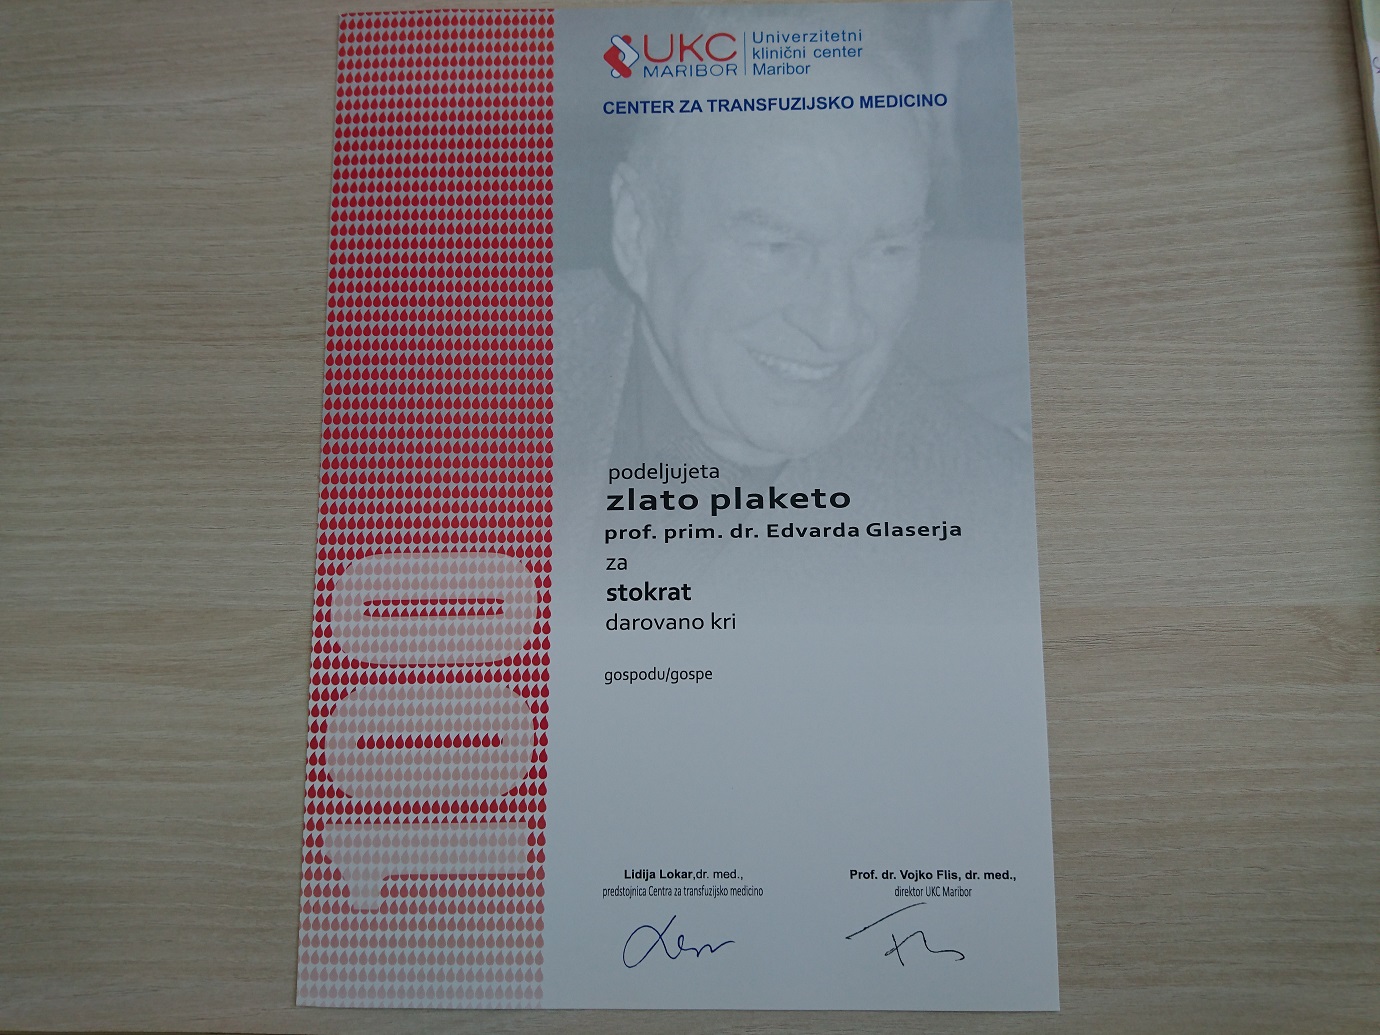 UKC
MARIBOR
Univerzitetni
klinični center
Maribor
CENTER ZA TRANSFUZIJSKO MEDICINO
podeljujeta
zlato plaketo
prof. prim. dr. Edvarda Glaserja
za
stokrat
darovano kri
gospodu/gospe
100
Lidija Lokar,dr. med.,
predstojnica Centra za transfuzijsko medicino
Prof. dr. Vojko Flis, dr. med.,
direktor UKC Maribor